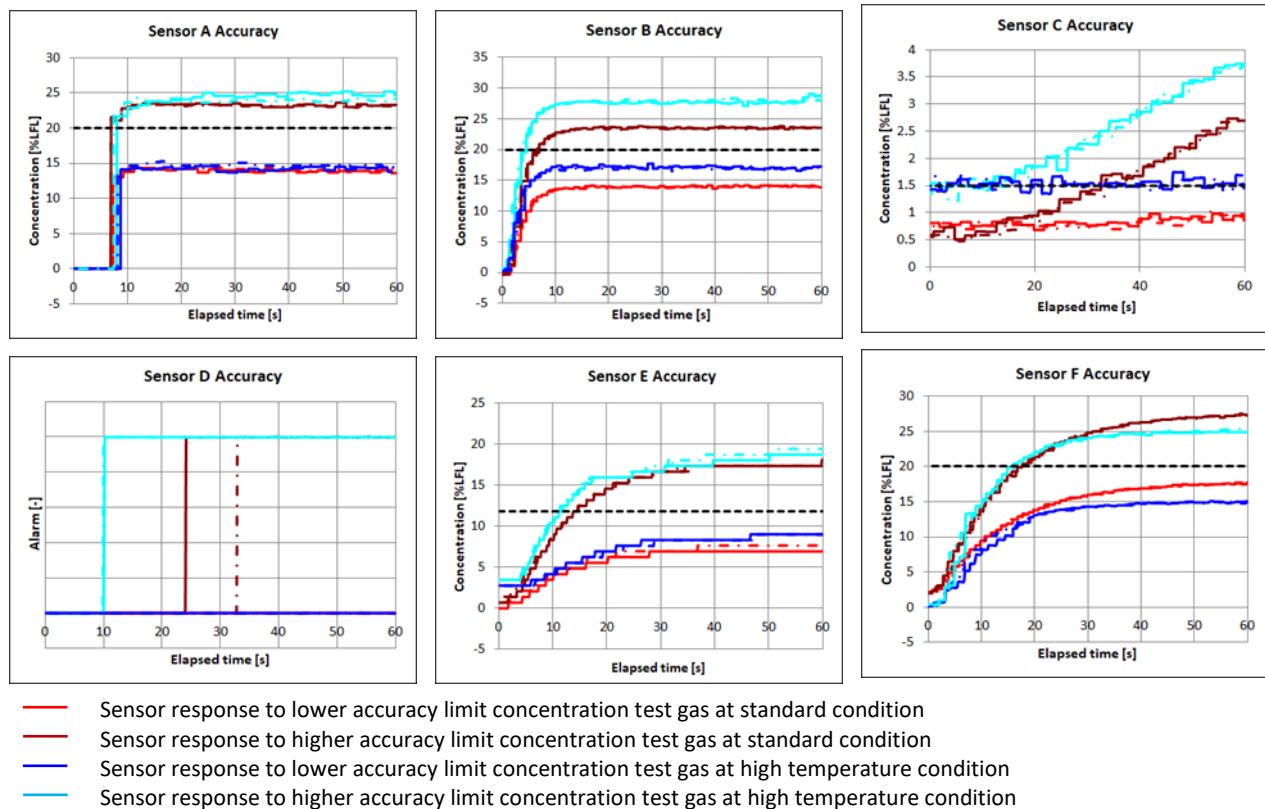 Sensor A Accuracy
Concentration [%LFL]
30
25
20
15
10
5
0
-5
0 10 20 30 40 50 60
Elapsed time [s]
Sensor B Accuracy
Concentration [%LFL]
35
30
25
20
15
10
5
0
-5
0 10 20 30 40 50 60
Elapsed time [s]
Sensor C Accuracy
Concentration [%LFL]
4
3.5
3
2.5
2
1.5
1
0.5
0
0 20 40 60
Elapsed time [s]
Sensor D Accuracy
Alarm [-]
0 10 20 30 40 50 60
Elapsed time [s]
Sensor E Accuracy
Concentration [%LFL]
25
20
15
10
5
0
-5
0 10 20 30 40 50 60
Elapsed time [s]
Sensor F Accuracy
Concentration [%LFL]
30
25
20
15
10
5
0
-5
0 10 20 30 40 50 60
Elapsed time [s]
Sensor response to lower accuracy limit concentration test gas at standard condition
Sensor response to higher accuracy limit concentration test gas at standard condition
Sensor response to lower accuracy limit concentration test gas at high temperature condition
Sensor response to higher accuracy limit concentration test gas at high temperature condition